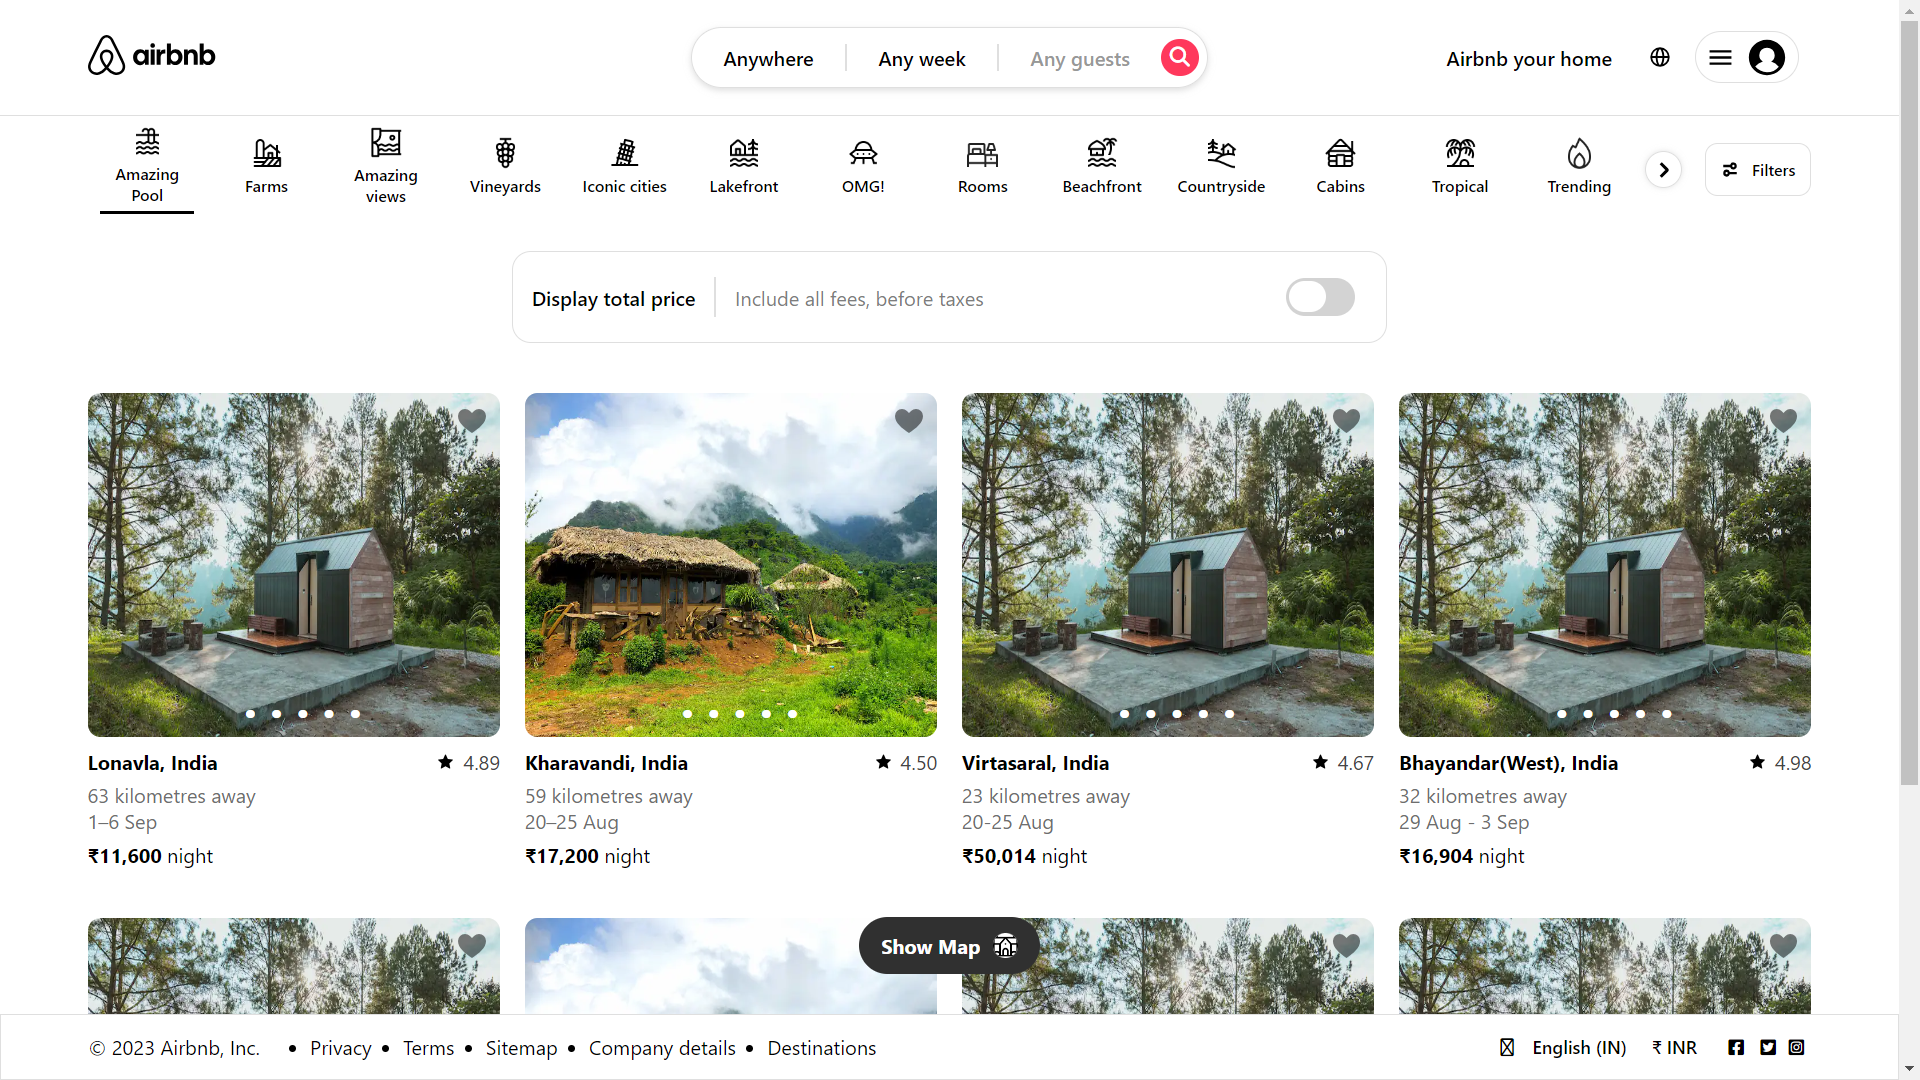 airbnb
Anywhere
Any week
Any guests
Airbnb your home
Amazing
Pool
Farms
Amazing
views
Vineyards
Iconic cities
Lakefront
OMG!
Rooms
Beachfront
Countryside
Cabins
Tropical
Trending
Filters
Display total price
Include all fees, before taxes
Lonavla, India
4.89
63 kilometres away
1–6 Sep
₹11,600 night
Kharavandi, India
4.50
59 kilometres away
20–25 Aug
₹17,200 night
Virtasaral, India
4.67
23 kilometres away
20-25 Aug
₹50,014 night
Bhayandar(West), India
4.98
32 kilometres away
29 Aug - 3 Sep
₹16,904 night
Show Map
© 2023 Airbnb, Inc. • Privacy • Terms • Sitemap • Company details • Destinations
English (IN)
₹ INR